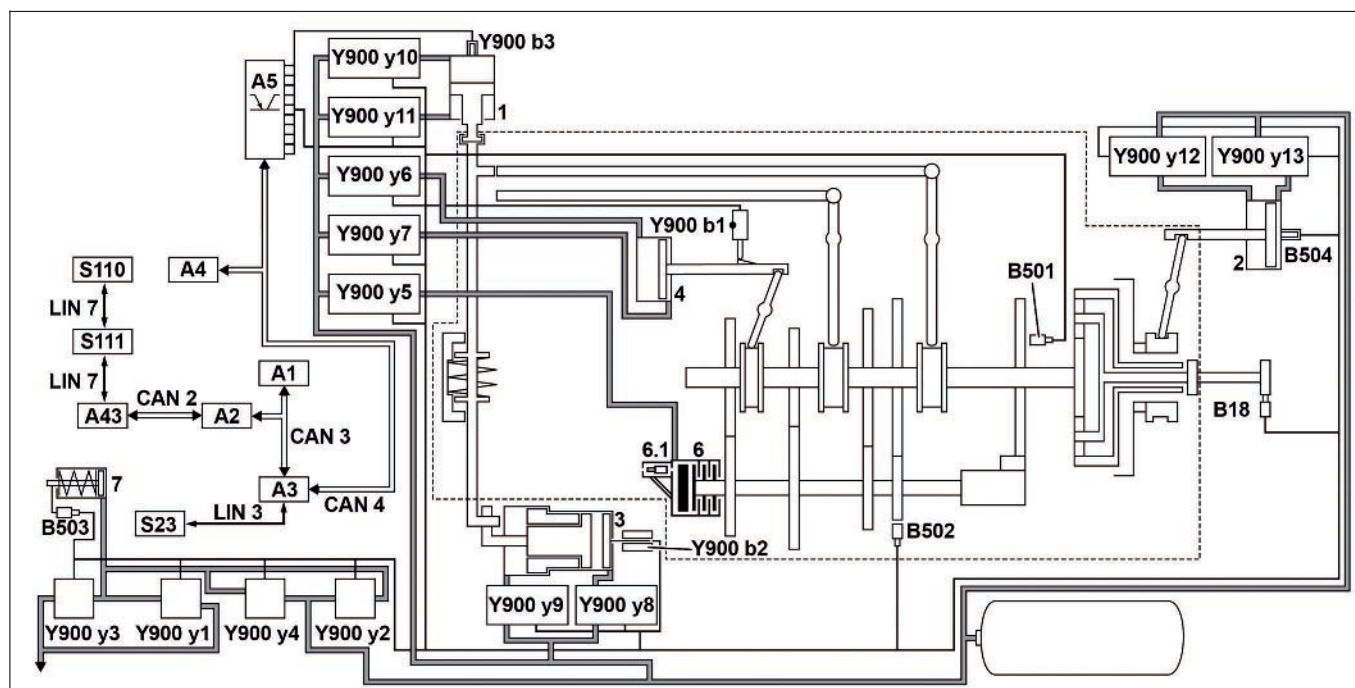 Y900 b3
Y900 y10
A5
Y900 y11
1
Y900 y12
Y900 y13
Y900 y6
Y900 b1
Y900 y7
2
B504
S110
A4
B501
4
Y900 y5
LIN 7
S111
LIN 7
A1
CAN 2
A43
A2
B18
CAN 3
6.1
6
7
A3
CAN 4
LIN 3
B503
S23
3
B502
Y900 b2
Y900 y9
Y900 y8
Y900 y3
Y900 y1
Y900 y4
Y900 y2